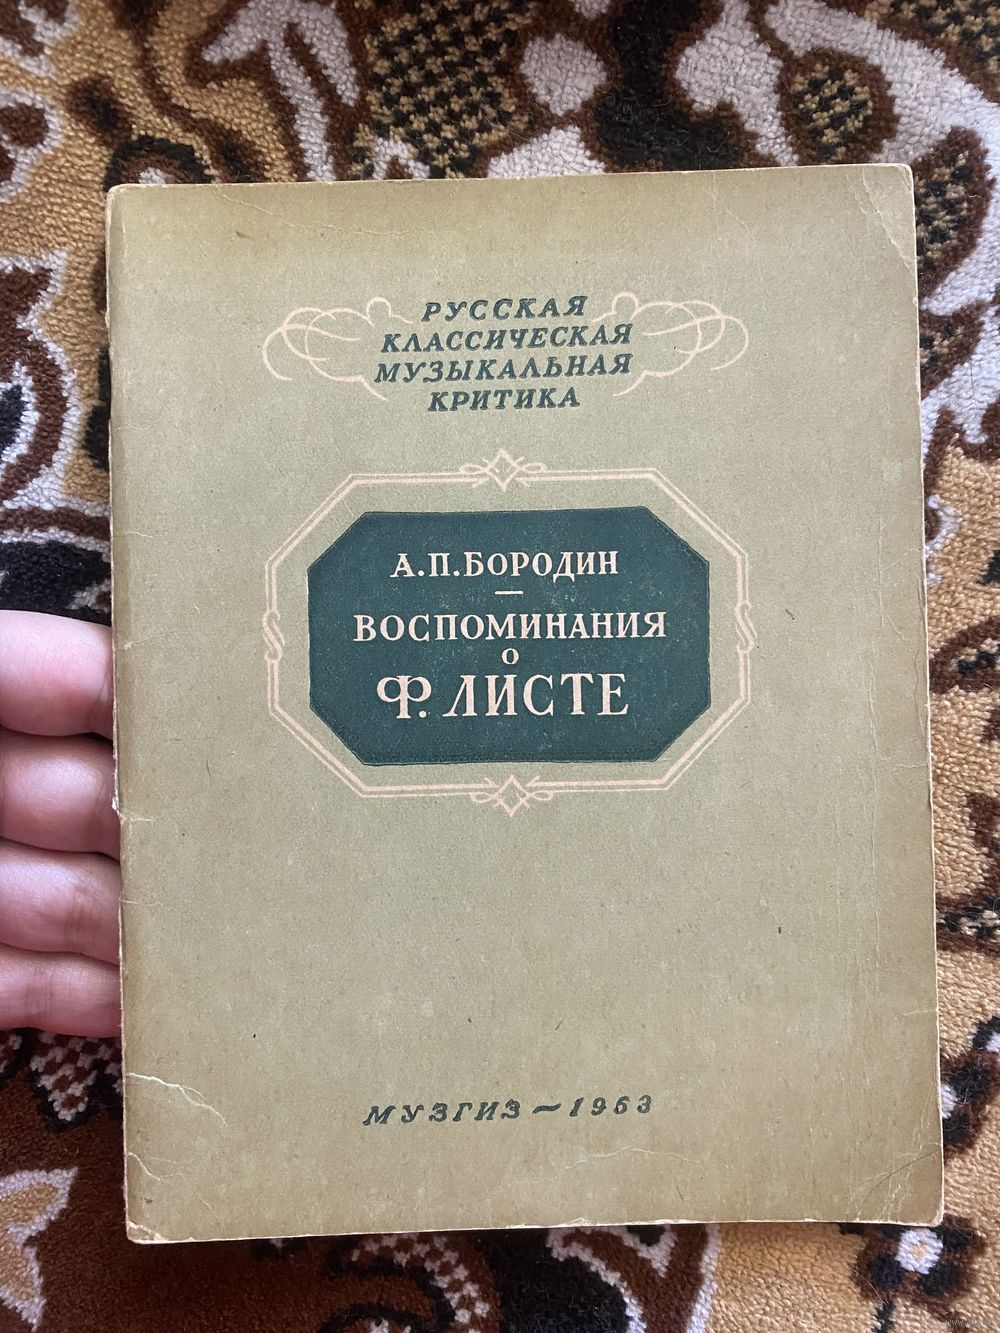 РУССКАЯ
КЛАССИЧЕСКАЯ
МУЗЫКАЛЬНАЯ
КРИТИКА
А.П.БОРОДИН
—
ВОСПОМИНАНИЯ
О
Ф. ЛИСТЕ
МУЗГИЗ — 1953